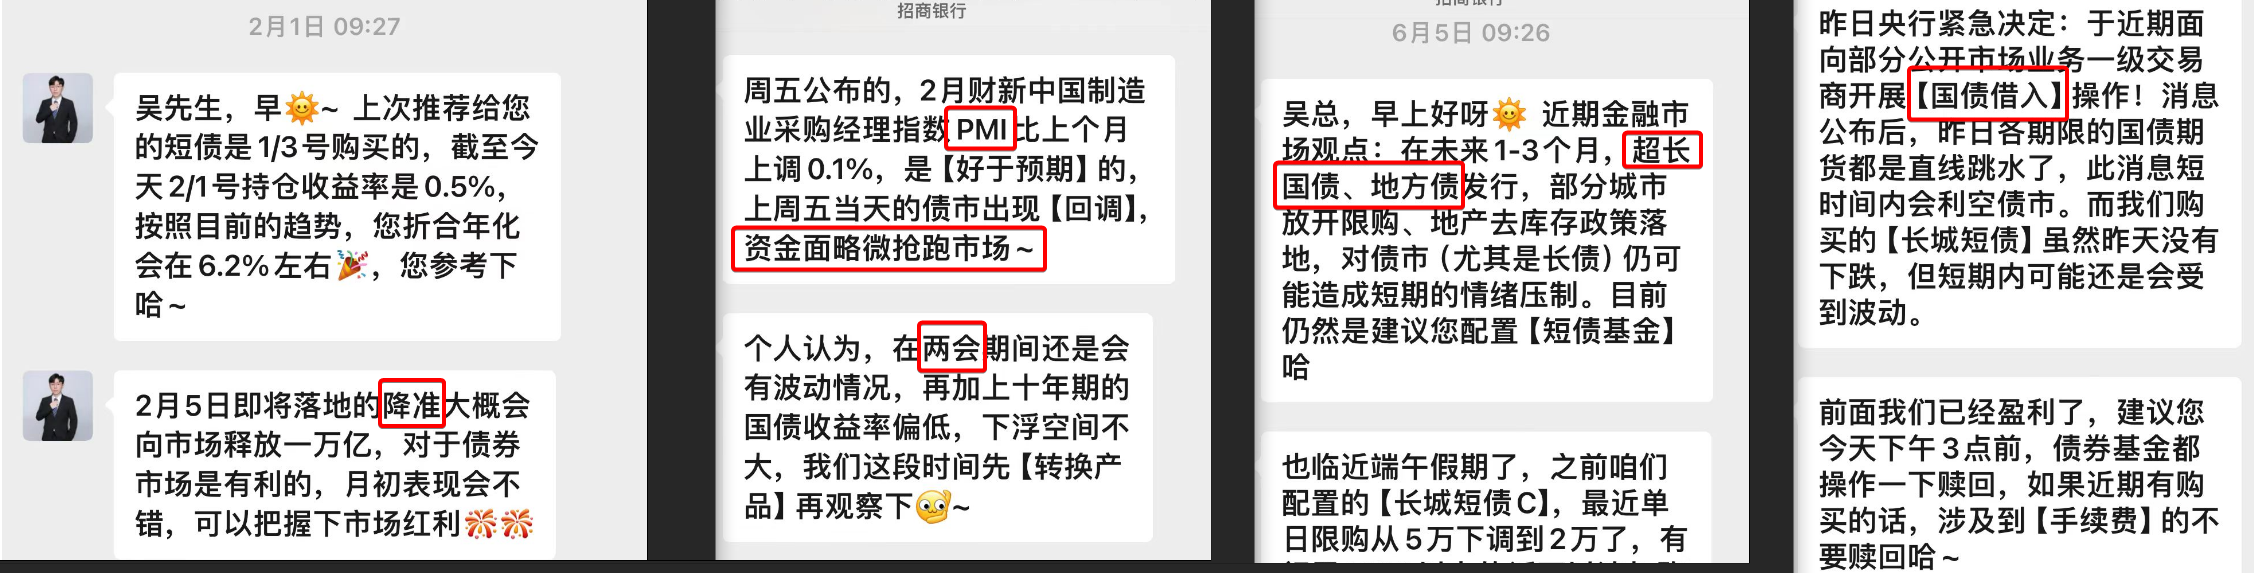 2月1日 09:27
吴先生，早☀️~ 上次推荐给您
的短债是1/3号购买的，截至今
天2/1号持仓收益率是0.5%，
按照目前的趋势，您折合年化
会在6.2%左右🎉，您参考下
哈~
2月5日即将落地的降准大概会
向市场释放一万亿，对于债券
市场是有利的，月初表现会不
错，可以把握下市场红利🎊🎊
招商银行
周五公布的，2月财新中国制造
业采购经理指数PMI比上个月
上调0.1%，是【好于预期】的，
上周五当天的债市出现【回调】，
资金面略微抢跑市场~
个人认为，在两会期间还是会
有波动情况，再加上十年期的
国债收益率偏低，下浮空间不
大，我们这段时间先【转换产
品】再观察下~
招商银行
6月5日 09:26
吴总，早上好呀☀️ 近期金融市
场观点：在未来1-3个月，超长
国债、地方债发行，部分城市
放开限购、地产去库存政策落
地，对债市（尤其是长债）仍可
能造成短期的情绪压制。目前
仍然是建议您配置【短债基金】
哈
也临近端午假期了，之前咱们
配置的【长城短债C】，最近单
日限购从5万下调到2万了，有
昨日央行紧急决定：于近期面
向部分公开市场业务一级交易
商开展【国债借入】操作！消息
公布后，昨日各期限的国债期
货都是直线跳水了，此消息短
时间内会利空债市。而我们购
买的【长城短债】虽然昨天没有
下跌，但短期内可能还是会受
到波动。
前面我们已经盈利了，建议您
今天下午3点前，债券基金都
操作一下赎回，如果近期有购
买的话，涉及到【手续费】的不
要赎回哈~